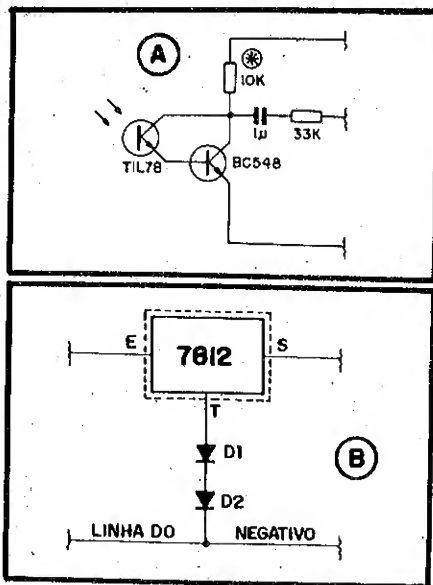 A
10K
1µ
33K
TIL78
BC548
E
7812
S
T
D1
B
D2
LINHA DO NEGATIVO